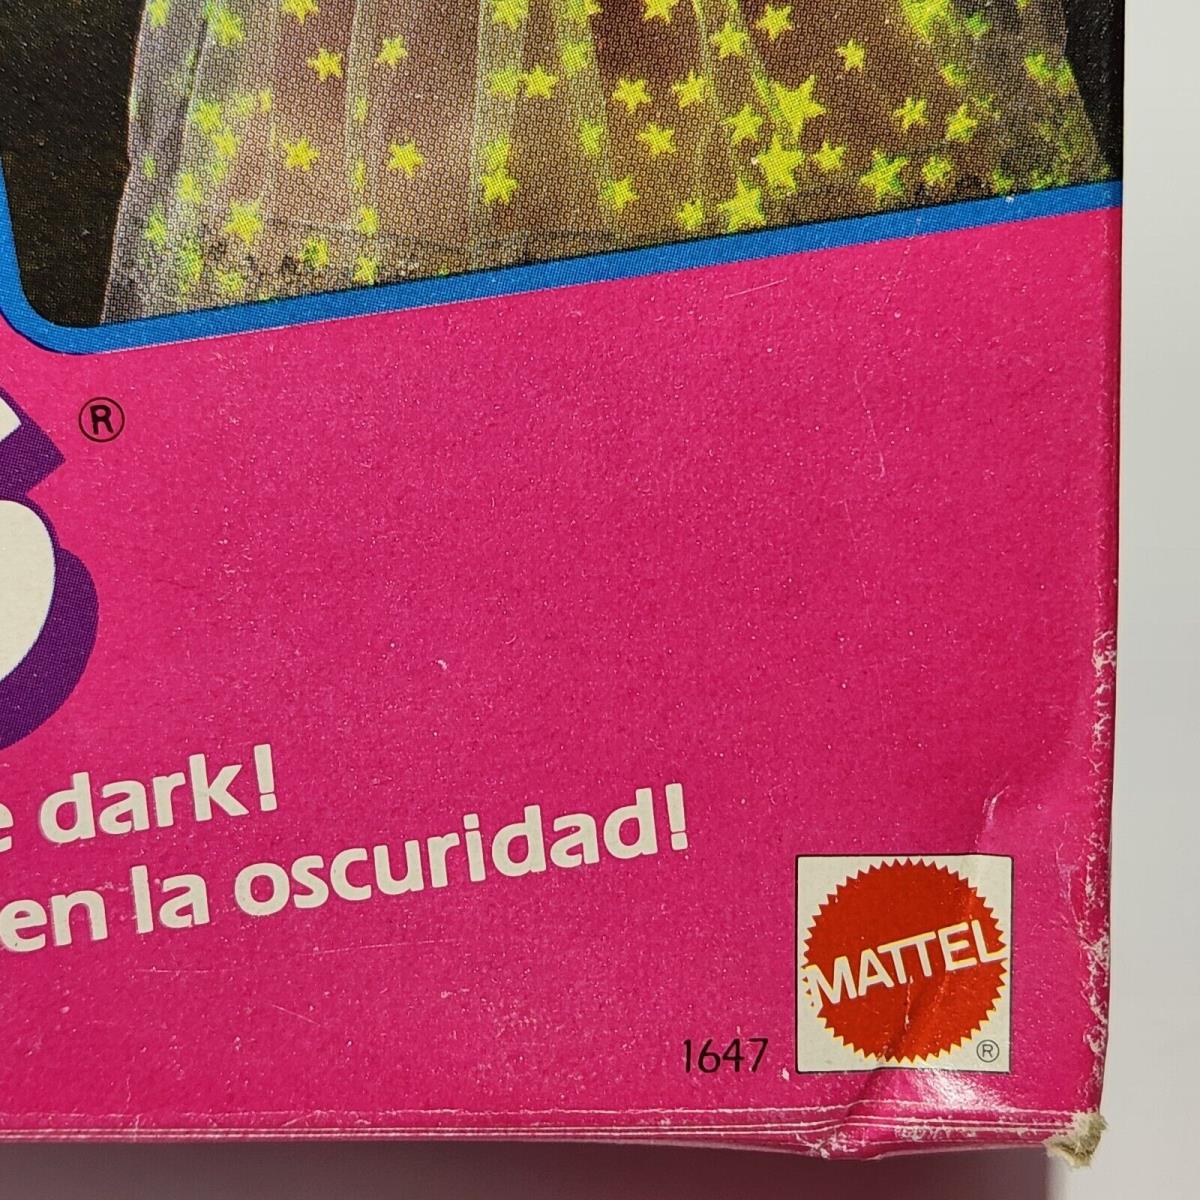 ®
dark!
en la oscuridad!
MATTEL
®
1647